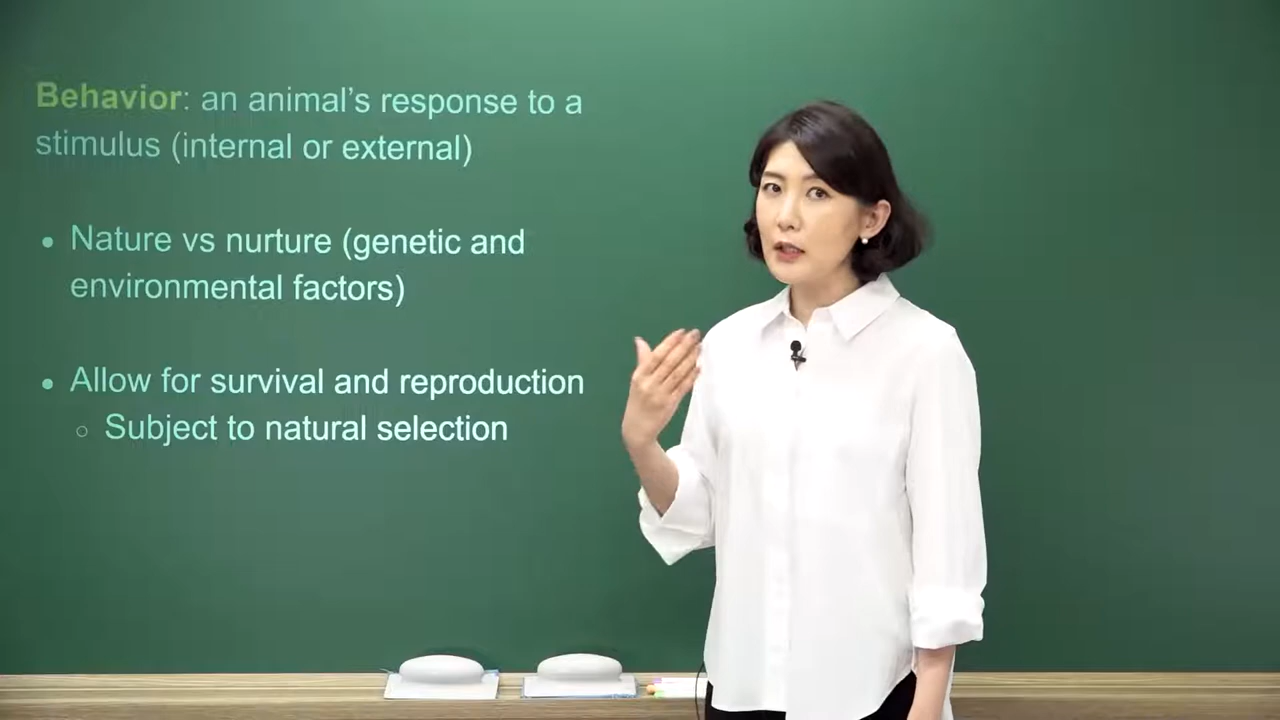 Behavior: an animal's response to a
stimulus (internal or external)
● Nature vs nurture (genetic and
environmental factors)
● Allow for survival and reproduction
○ Subject to natural selection